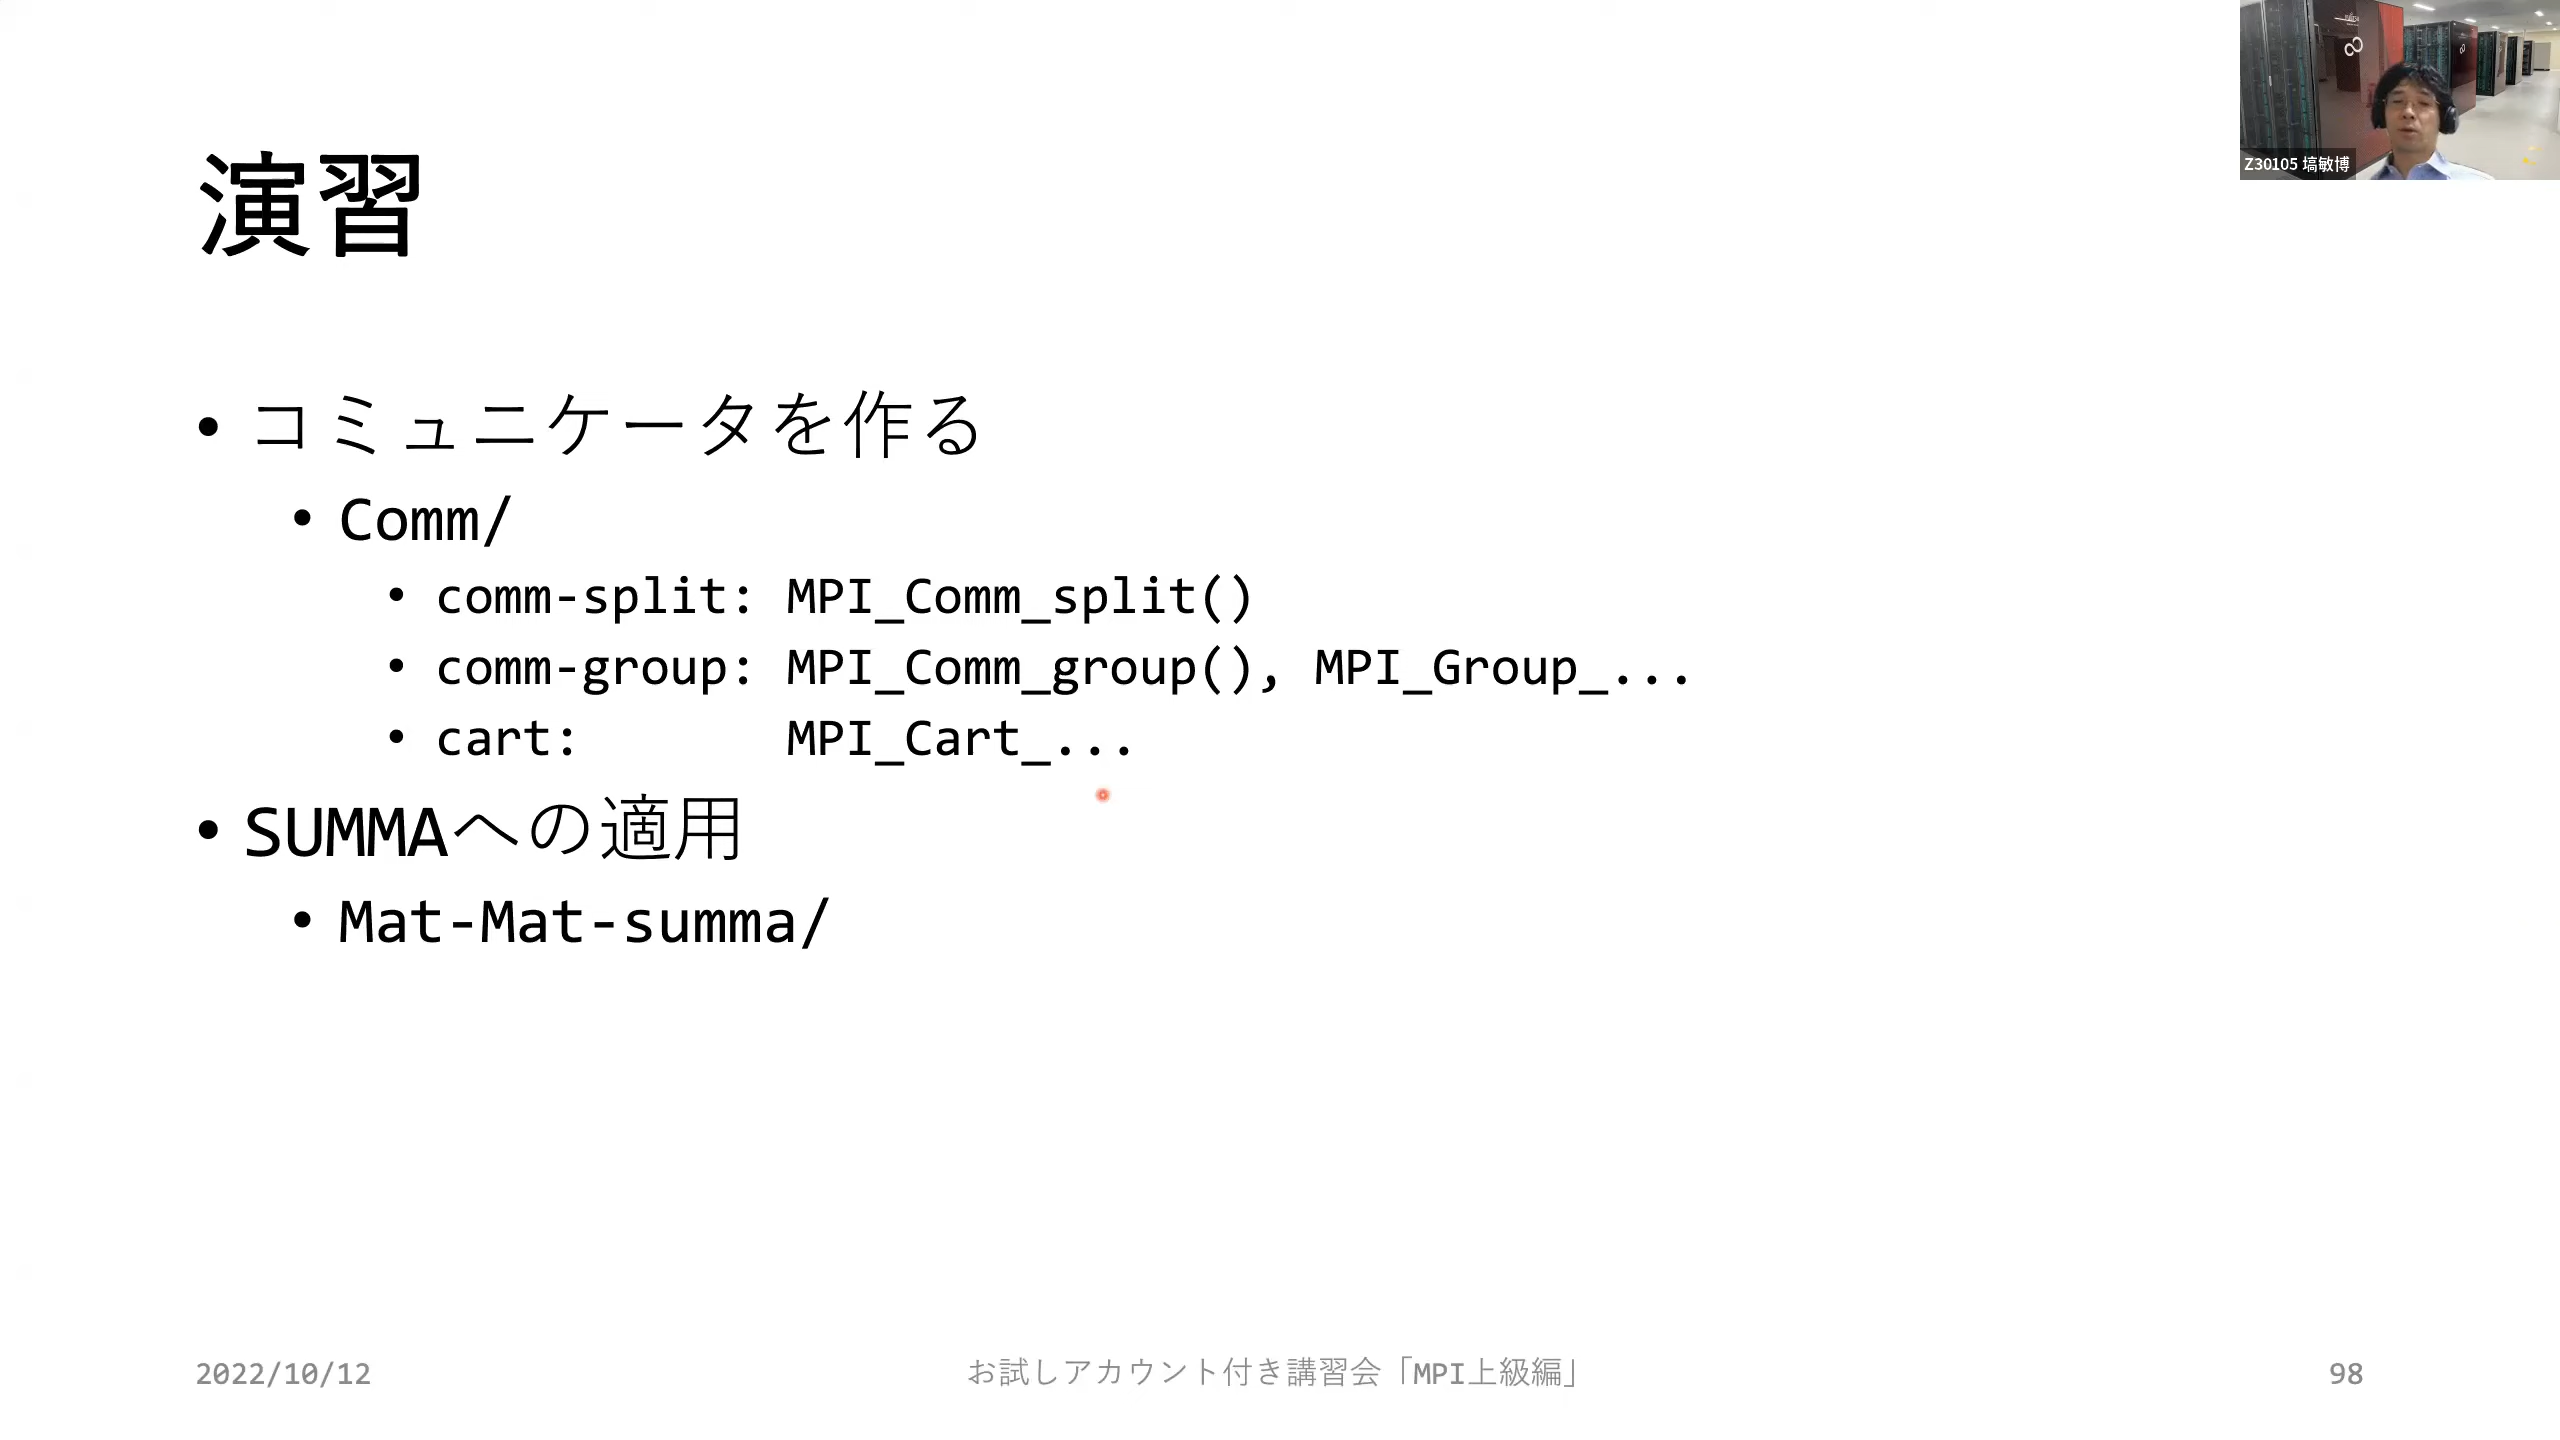 演習
Z30105 塙敏博
• コミュニケータを作る
• Comm/
• comm-split: MPI_Comm_split()
• comm-group: MPI_Comm_group(), MPI_Group_...
• cart: MPI_Cart_...
• SUMMAへの適用
• Mat-Mat-summa/
2022/10/12
お試しアカウント付き講習会「MPI上級編」
98